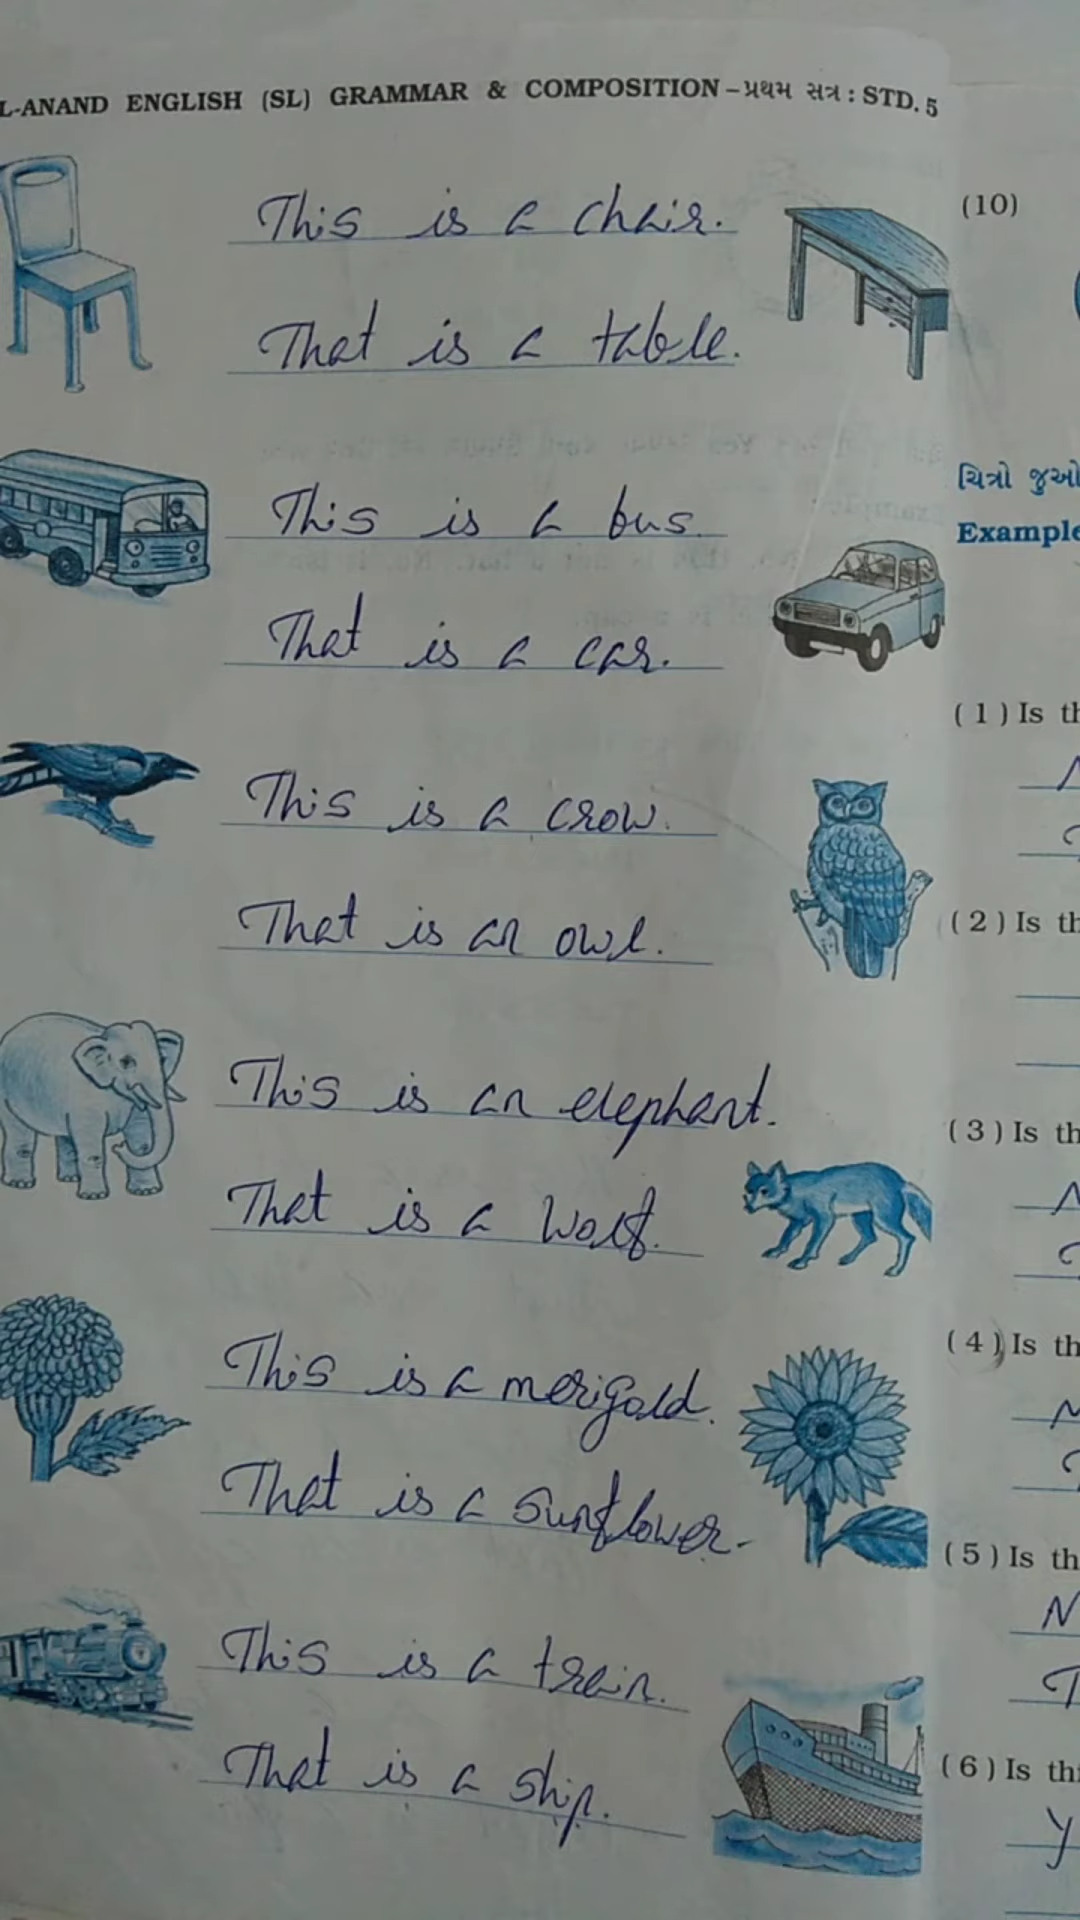 L-ANAND ENGLISH (SL) GRAMMAR & COMPOSITION – પ્રથમ સત્ર : STD. 5
This is a chair.
That is a table.
This is a bus.
That is a car.
This is a crow.
That is an owl.
This is an elephant.
That is a wolf.
This is a merigold.
That is a sunflower.
This is a train.
That is a ship.
(10)
ચિત્રો જુઓ
Example
(1) Is th
(2) Is th
(3) Is th
(4) Is th
(5) Is th
N
T
(6) Is thi
y